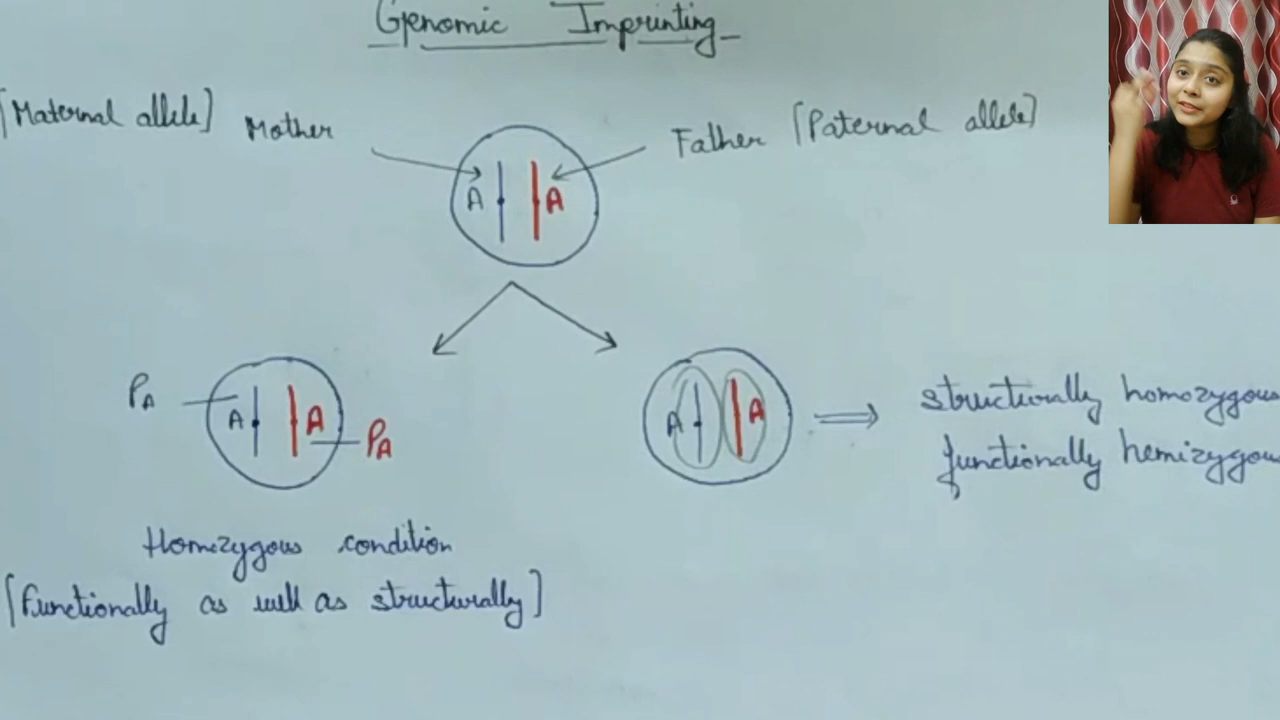 Genomic Imprinting
[Maternal allele] Mother
Father [Paternal allele]
A A
PA A A PA
A A
structurally homozygous
functionally hemizygou
Homozygous condition
[functionally as well as structurally]